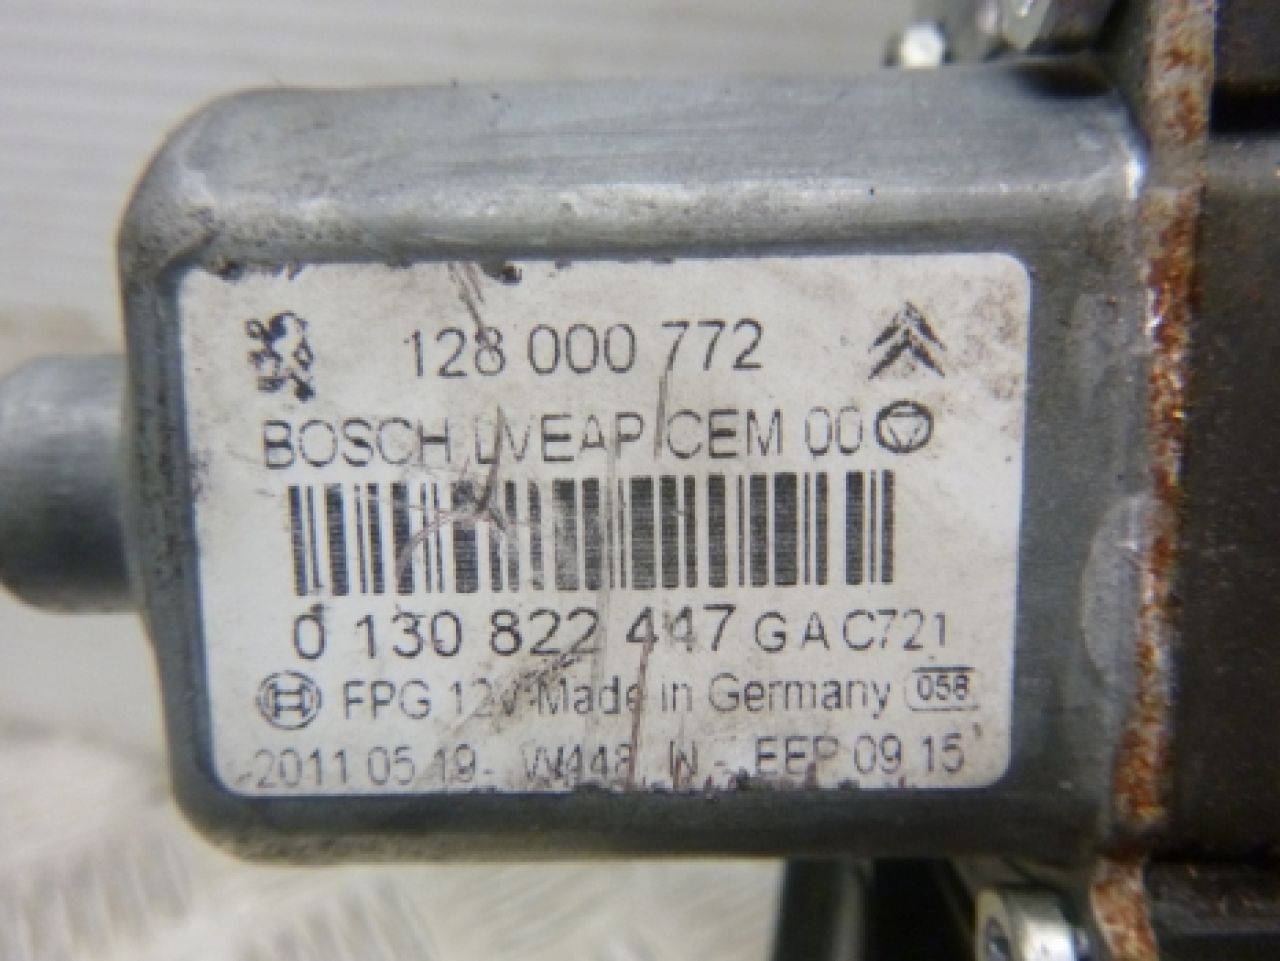 128 000 772
BOSCH LVEAP CEM 00
0 130 822 447 G A C721
FPG 12V Made in Germany 058
2011 05 19- W448 N - EEP 09 15